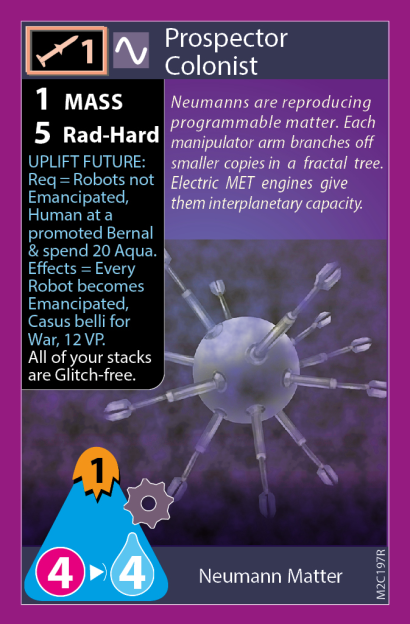 1
Prospector
Colonist
1 MASS
5 Rad-Hard
UPLIFT FUTURE:
Req = Robots not
Emancipated,
Human at a
promoted Bernal
& spend 20 Aqua.
Effects = Every
Robot becomes
Emancipated,
Casus belli for
War, 12 VP.
All of your stacks
are Glitch-free.
Neumanns are reproducing
programmable matter. Each
manipulator arm branches off
smaller copies in a fractal tree.
Electric MET engines give
them interplanetary capacity.
1
4 4
Neumann Matter
M2C197R